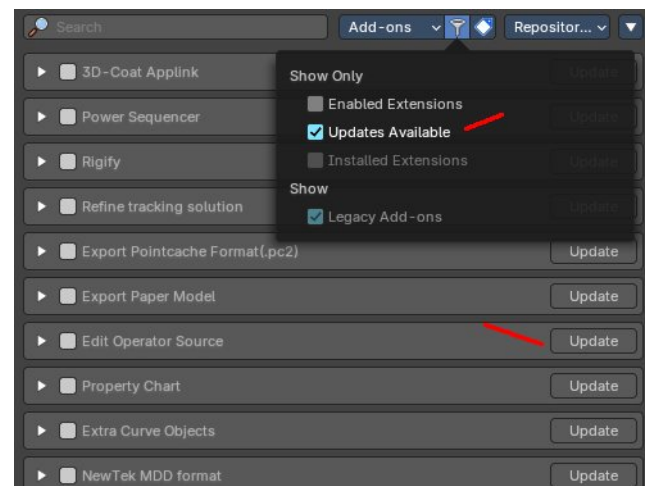 Search
Add-ons
Repositor...
3D-Coat Applink
Update
Power Sequencer
Update
Rigify
Update
Refine tracking solution
Update
Show Only
Enabled Extensions
Updates Available
Installed Extensions
Show
Legacy Add-ons
Export Pointcache Format(.pc2)
Update
Export Paper Model
Update
Edit Operator Source
Update
Property Chart
Update
Extra Curve Objects
Update
NewTek MDD format
Update